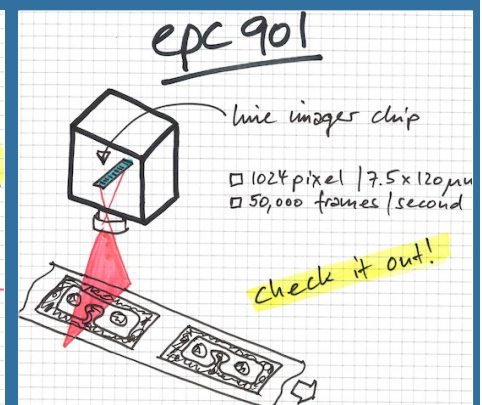 epc 901
line imager chip
1024 pixel / 7.5 x 120 μm
50,000 frames / second
check it out!